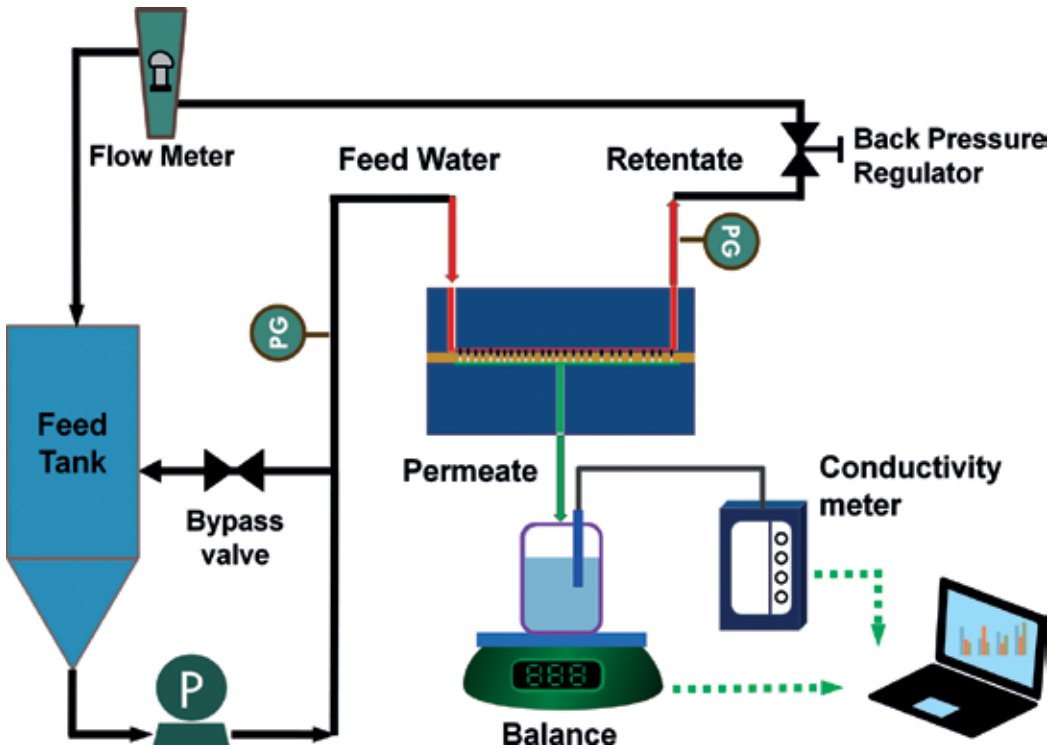 Flow Meter
Feed Water
Retentate
Back Pressure
Regulator
PG
PG
Feed
Tank
Bypass
valve
Permeate
Conductivity
meter
P
888
Balance